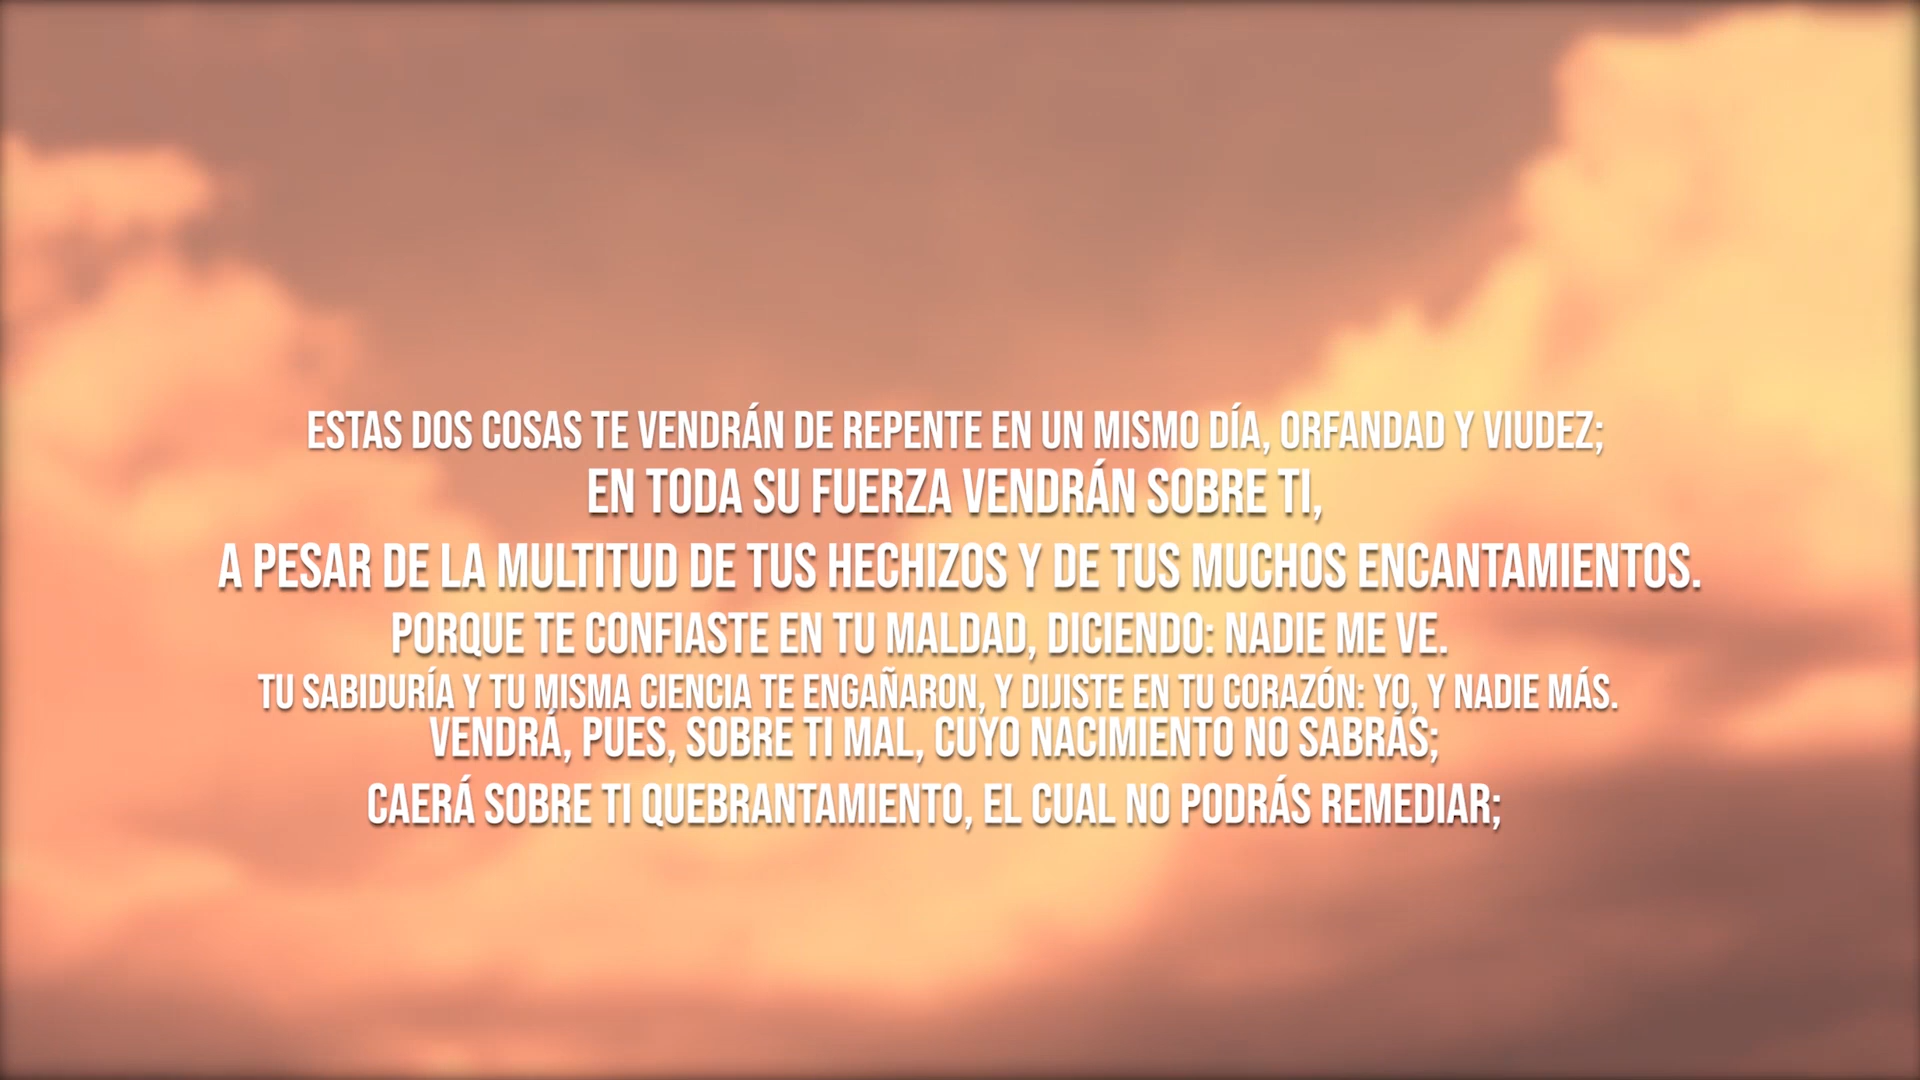 ESTAS DOS COSAS TE VENDRÁN DE REPENTE EN UN MISMO DÍA, ORFANDAD Y VIUDEZ;
EN TODA SU FUERZA VENDRÁN SOBRE TI,
A PESAR DE LA MULTITUD DE TUS HECHIZOS Y DE TUS MUCHOS ENCANTAMIENTOS.
PORQUE TE CONFIASTE EN TU MALDAD, DICIENDO: NADIE ME VE.
TU SABIDURÍA Y TU MISMA CIENCIA TE ENGAÑARON, Y DIJISTE EN TU CORAZÓN: YO, Y NADIE MÁS.
VENDRÁ, PUES, SOBRE TI MAL, CUYO NACIMIENTO NO SABRÁS;
CAERÁ SOBRE TI QUEBRANTAMIENTO, EL CUAL NO PODRÁS REMEDIAR;